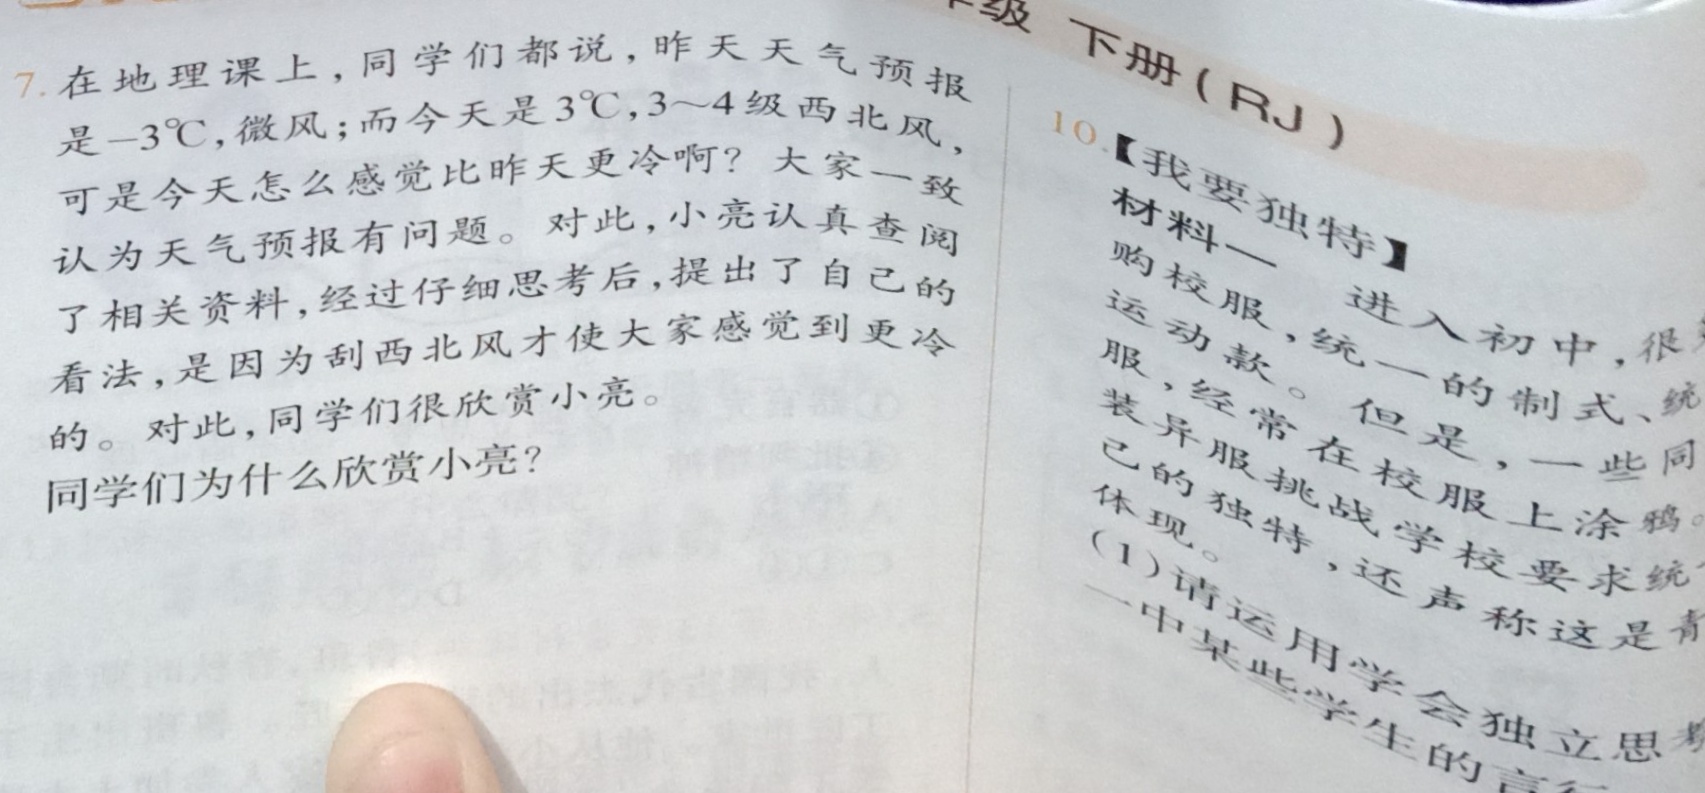 7.在地理课上,同学们都说,昨天天气预报
是-3℃,微风;而今天是3℃,3～4级西北风,
可是今天怎么感觉比昨天更冷啊?大家一致
认为天气预报有问题。对此,小亮认真查阅
了相关资料,经过仔细思考后,提出了自己的
看法,是因为刮西北风才使大家感觉到更冷
的。对此,同学们很欣赏小亮。
同学们为什么欣赏小亮?
级 下册(RJ)
10.【我要独特】
材料一 进入初中,很
购校服,统一的制式、统
运动款。但是,一些同
服,经常在校服上涂鸦。
装异服挑战学校要求统
己的独特,还声称这是青
体现。
(1)请运用学会独立思
一中某些学生的言行